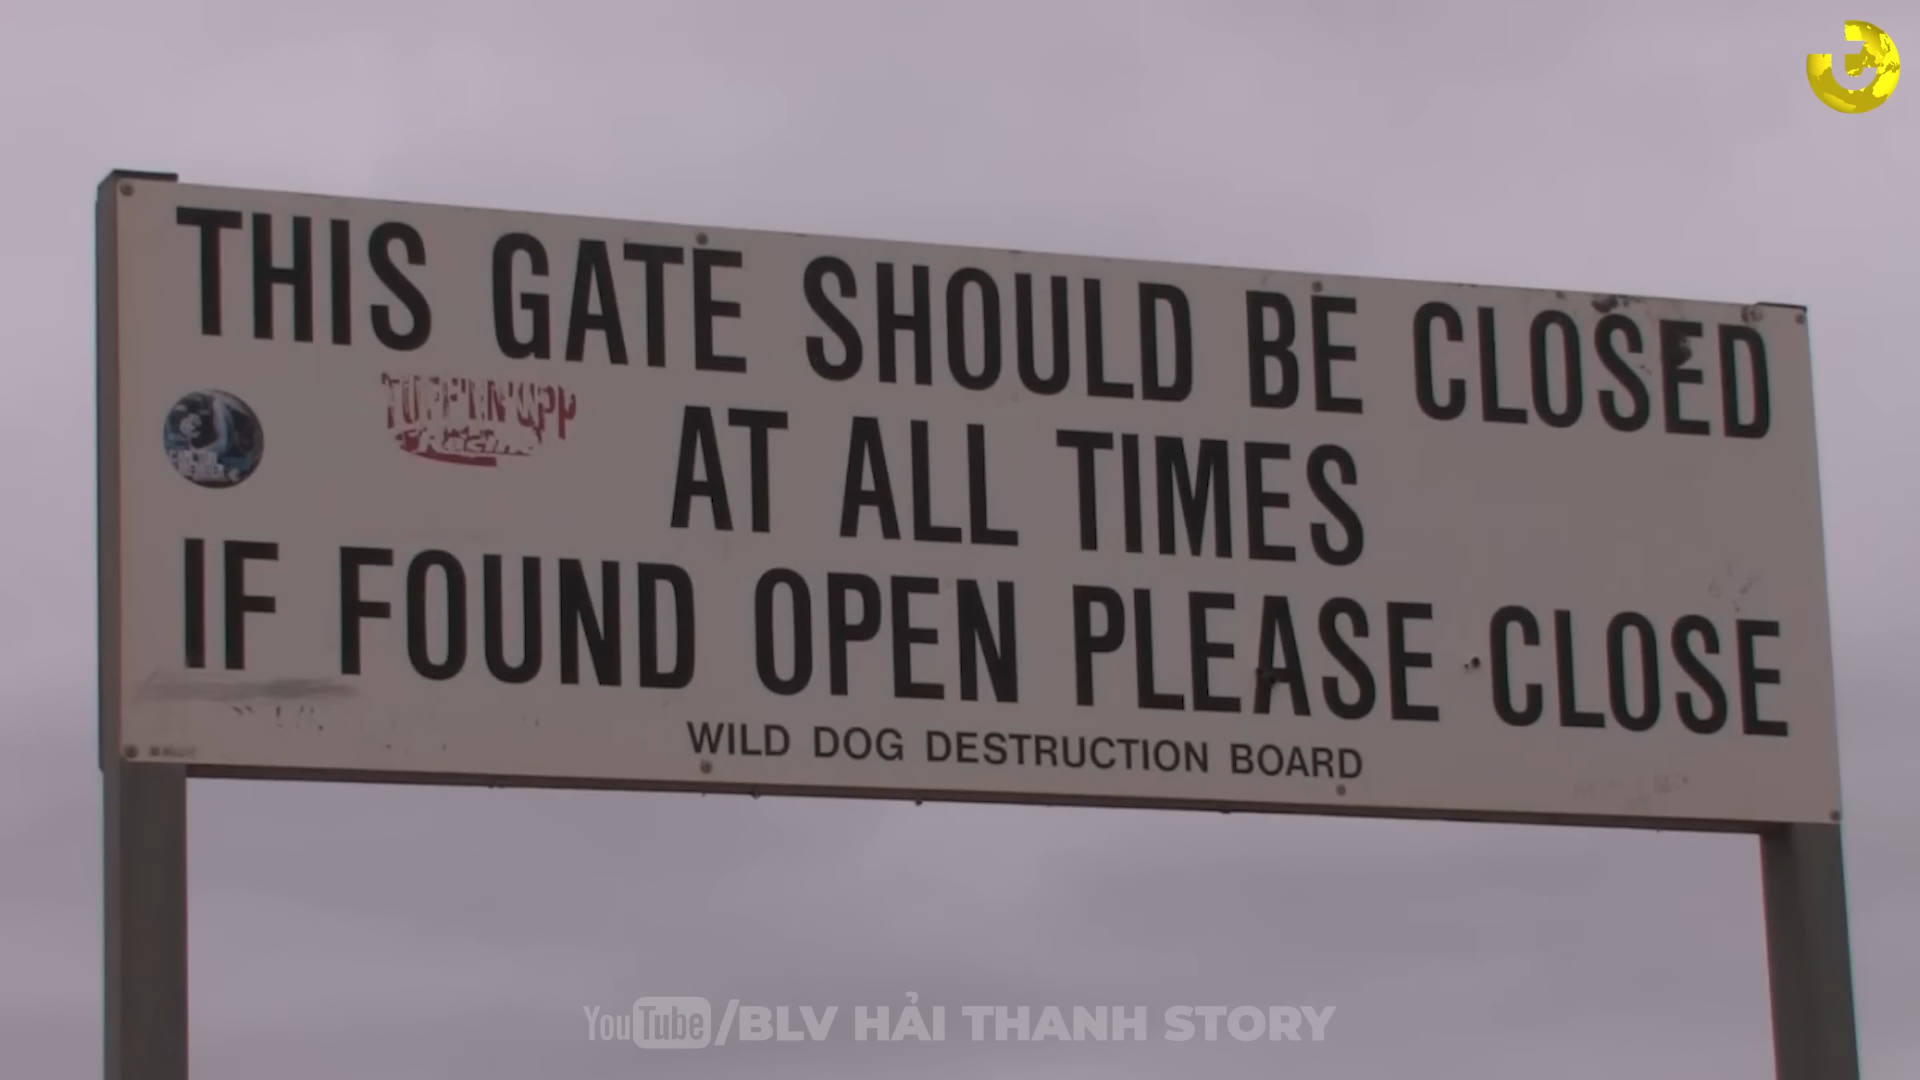 THIS GATE SHOULD BE CLOSED
AT ALL TIMES
IF FOUND OPEN PLEASE CLOSE
WILD DOG DESTRUCTION BOARD
YouTube/BLV HẢI THANH STORY